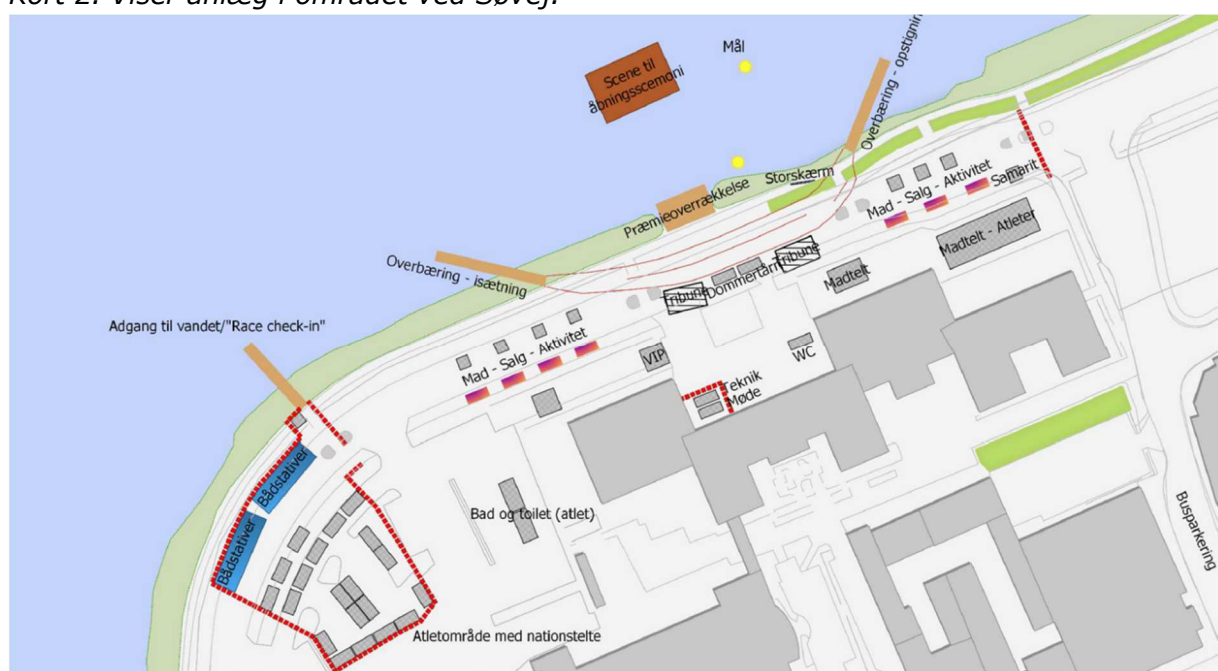 Kort 2. Viser anlæg i området ved Søvej.
Mål
Scene til
åbningsscemoni
Overbæring - opstignin
Storskærm
Præmieoverrækkelse
Mad - Salg - Aktivitet
Samarit
Madtelt - Atleter
Overbæring - isætning
Tribune
Dommertårn
Tribune
Madtelt
Adgang til vandet/"Race check-in"
Mad - Salg - Aktivitet
VIP
WC
Teknik
Møde
Bådstativer
Bådstativer
Bad og toilet (atlet)
Busparkering
Atletområde med nationstelte